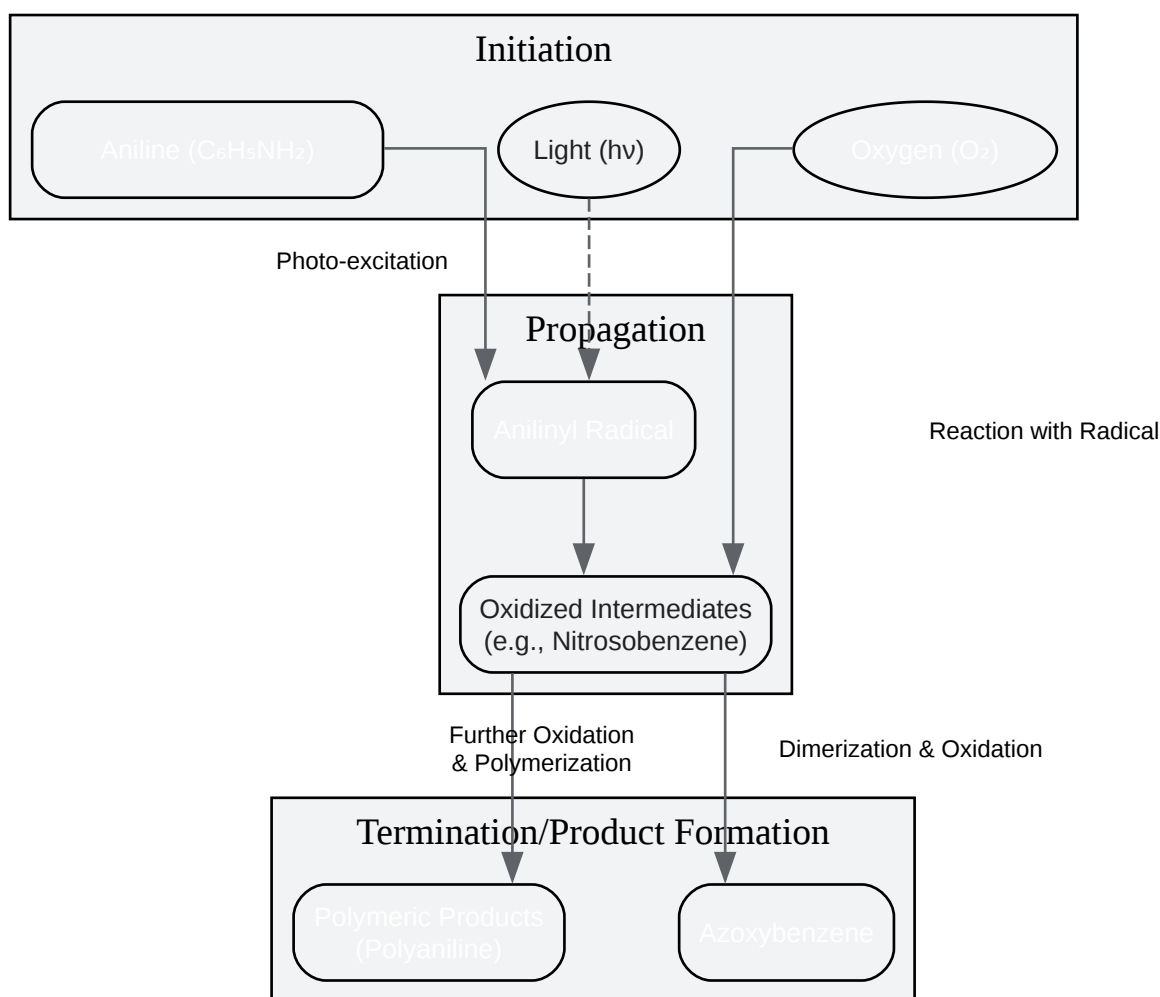 Initiation
Aniline (C₆H₅NH₂)
Light (hν)
Oxygen (O₂)
Photo-excitation
Propagation
Anilinyl Radical
Reaction with Radical
Oxidized Intermediates
(e.g., Nitrosobenzene)
Further Oxidation
& Polymerization
Dimerization & Oxidation
Termination/Product Formation
Polymeric Products
(Polyaniline)
Azoxybenzene